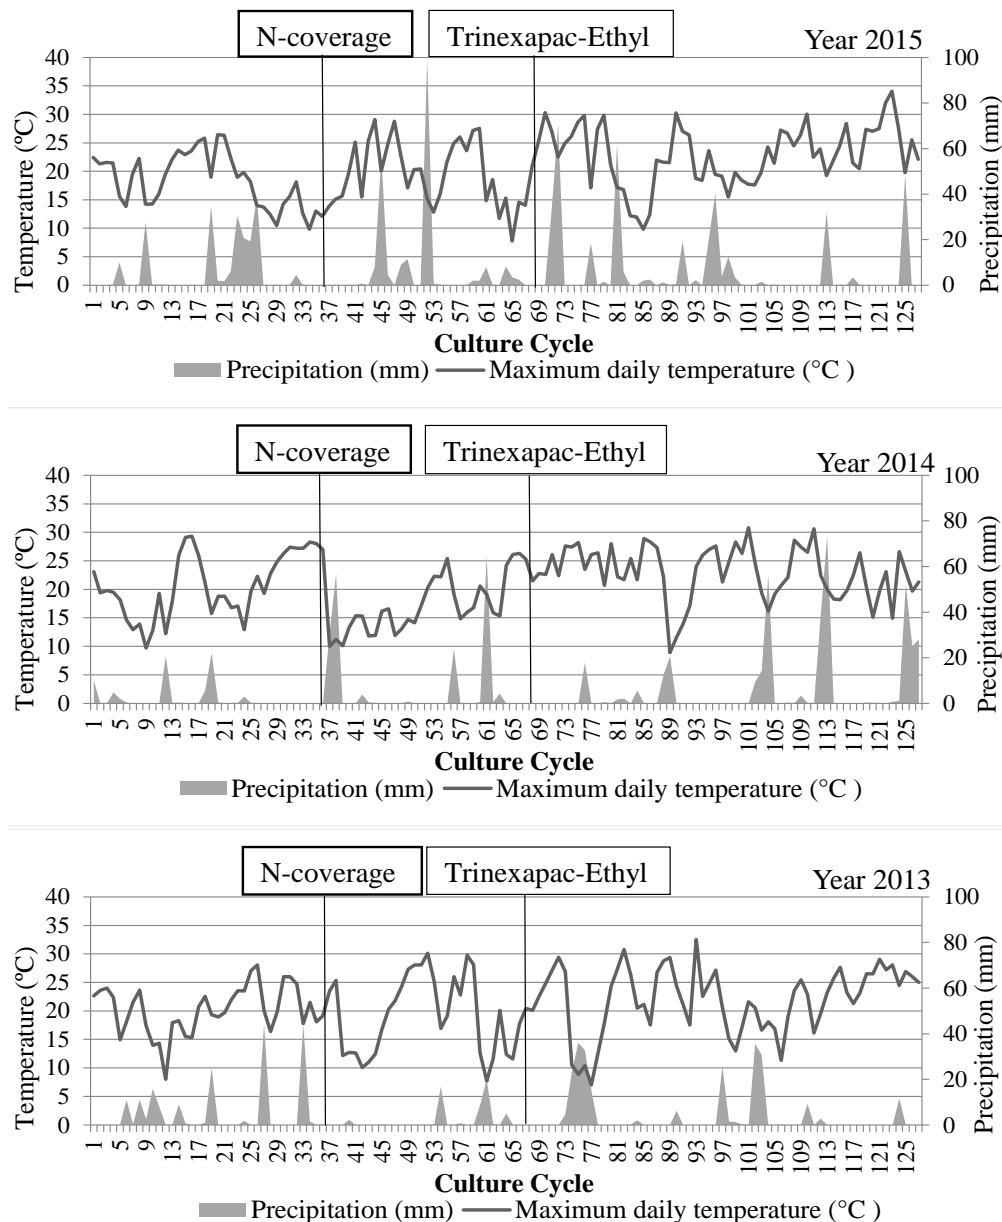 N-coverage Trinexapac-Ethyl Year 2015
Temperature (ºC)
40 35 30 25 20 15 10 5 0
100 80 60 40 20 0
Precipitation (mm)
1 5 9 13 17 21 25 29 33 37 41 45 49 53 57 61 65 69 73 77 81 85 89 93 97 101 105 109 113 117 121 125
Culture Cycle
Precipitation (mm) Maximum daily temperature (°C )
N-coverage Trinexapac-Ethyl Year 2014
Temperature (ºC)
40 35 30 25 20 15 10 5 0
100 80 60 40 20 0
Precipitation (mm)
1 5 9 13 17 21 25 29 33 37 41 45 49 53 57 61 65 69 73 77 81 85 89 93 97 101 105 109 113 117 121 125
Culture Cycle
Precipitation (mm) Maximum daily temperature (°C )
N-coverage Trinexapac-Ethyl Year 2013
Temperature (ºC)
40 35 30 25 20 15 10 5 0
100 80 60 40 20 0
Precipitation (mm)
1 5 9 13 17 21 25 29 33 37 41 45 49 53 57 61 65 69 73 77 81 85 89 93 97 101 105 109 113 117 121 125
Culture Cycle
Precipitation (mm) Maximum daily temperature (°C )